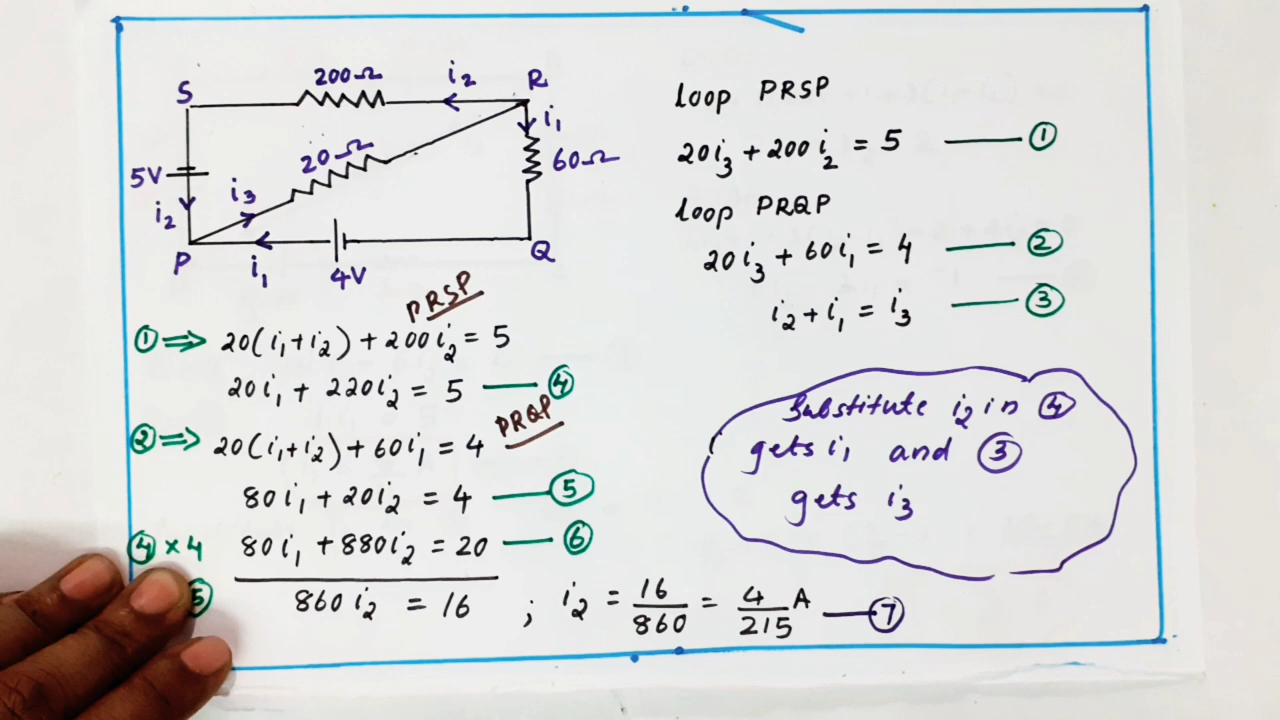 S 200Ω i₂ R
i₁
20Ω 60Ω
5V i₃
i₂
P i₁ 4V Q
PRSP
① ⇒ 20(i₁+i₂) + 200i₂ = 5
20i₁ + 220i₂ = 5 — ④
PRQP
② ⇒ 20(i₁+i₂) + 60i₁ = 4
80i₁ + 20i₂ = 4 — ⑤
④ × 4 80i₁ + 880i₂ = 20 — ⑥
⑤ 860i₂ = 16 ; i₂ = 16/860 = 4/215 A — ⑦
loop PRSP
20i₃ + 200i₂ = 5 — ①
loop PRQP
20i₃ + 60i₁ = 4 — ②
i₂ + i₁ = i₃ — ③
Substitute i₂ in ④
gets i₁ and ③
gets i₃